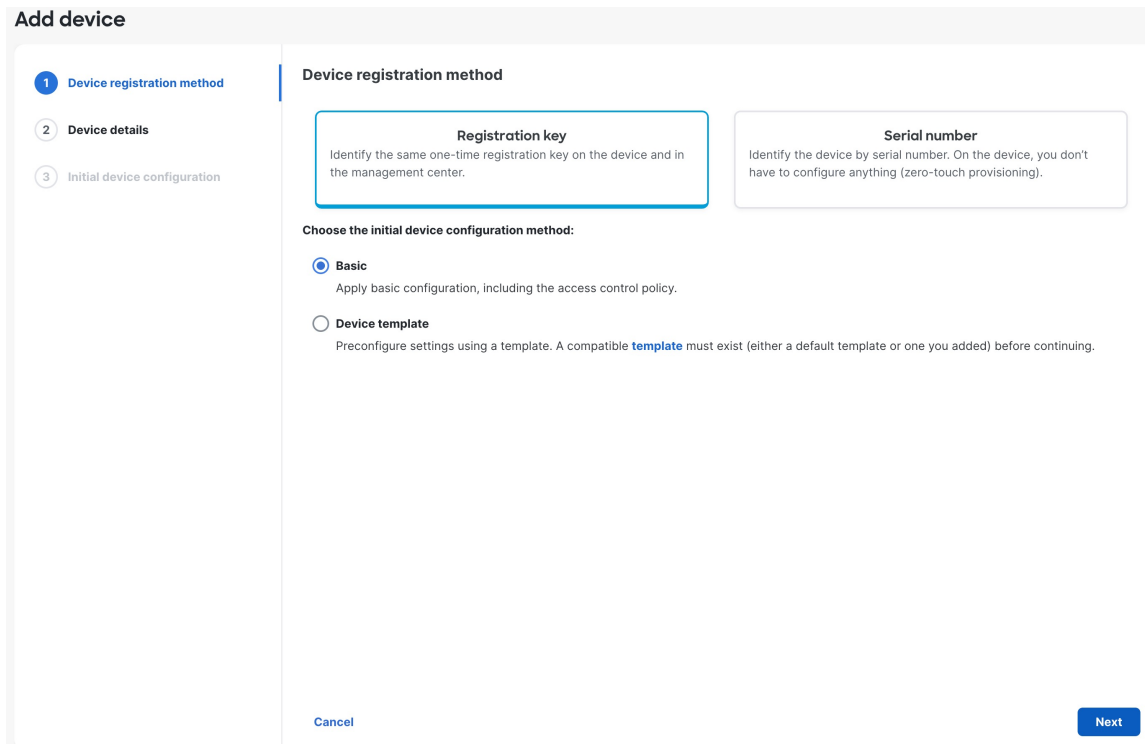 Add device
1 Device registration method
2 Device details
3 Initial device configuration
Device registration method
Registration key
Identify the same one-time registration key on the device and in
the management center.
Serial number
Identify the device by serial number. On the device, you don't
have to configure anything (zero-touch provisioning).
Choose the initial device configuration method:
Basic
Apply basic configuration, including the access control policy.
Device template
Preconfigure settings using a template. A compatible template must exist (either a default template or one you added) before continuing.
Cancel
Next